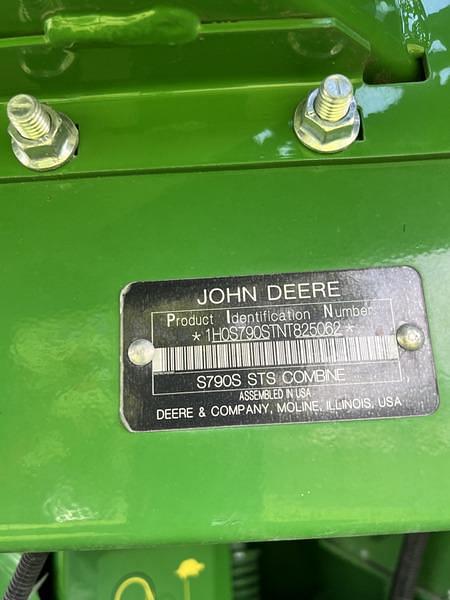 JOHN DEERE
Product Identification Number
*1H0S790STNT825062*
S790S STS COMBINE
ASSEMBLED IN USA
DEERE & COMPANY, MOLINE, ILLINOIS, USA